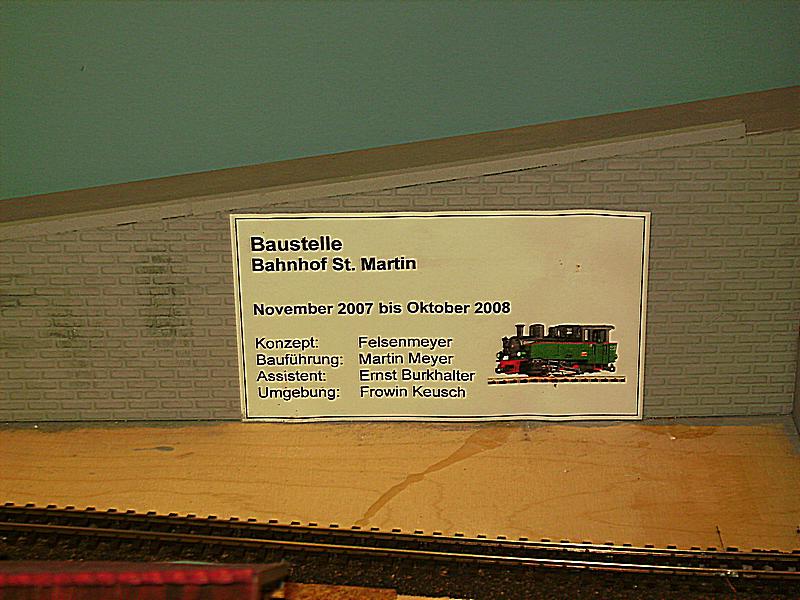 Baustelle
Bahnhof St. Martin
November 2007 bis Oktober 2008
Konzept: Felsenmeyer
Bauführung: Martin Meyer
Assistent: Ernst Burkhalter
Umgebung: Frowin Keusch